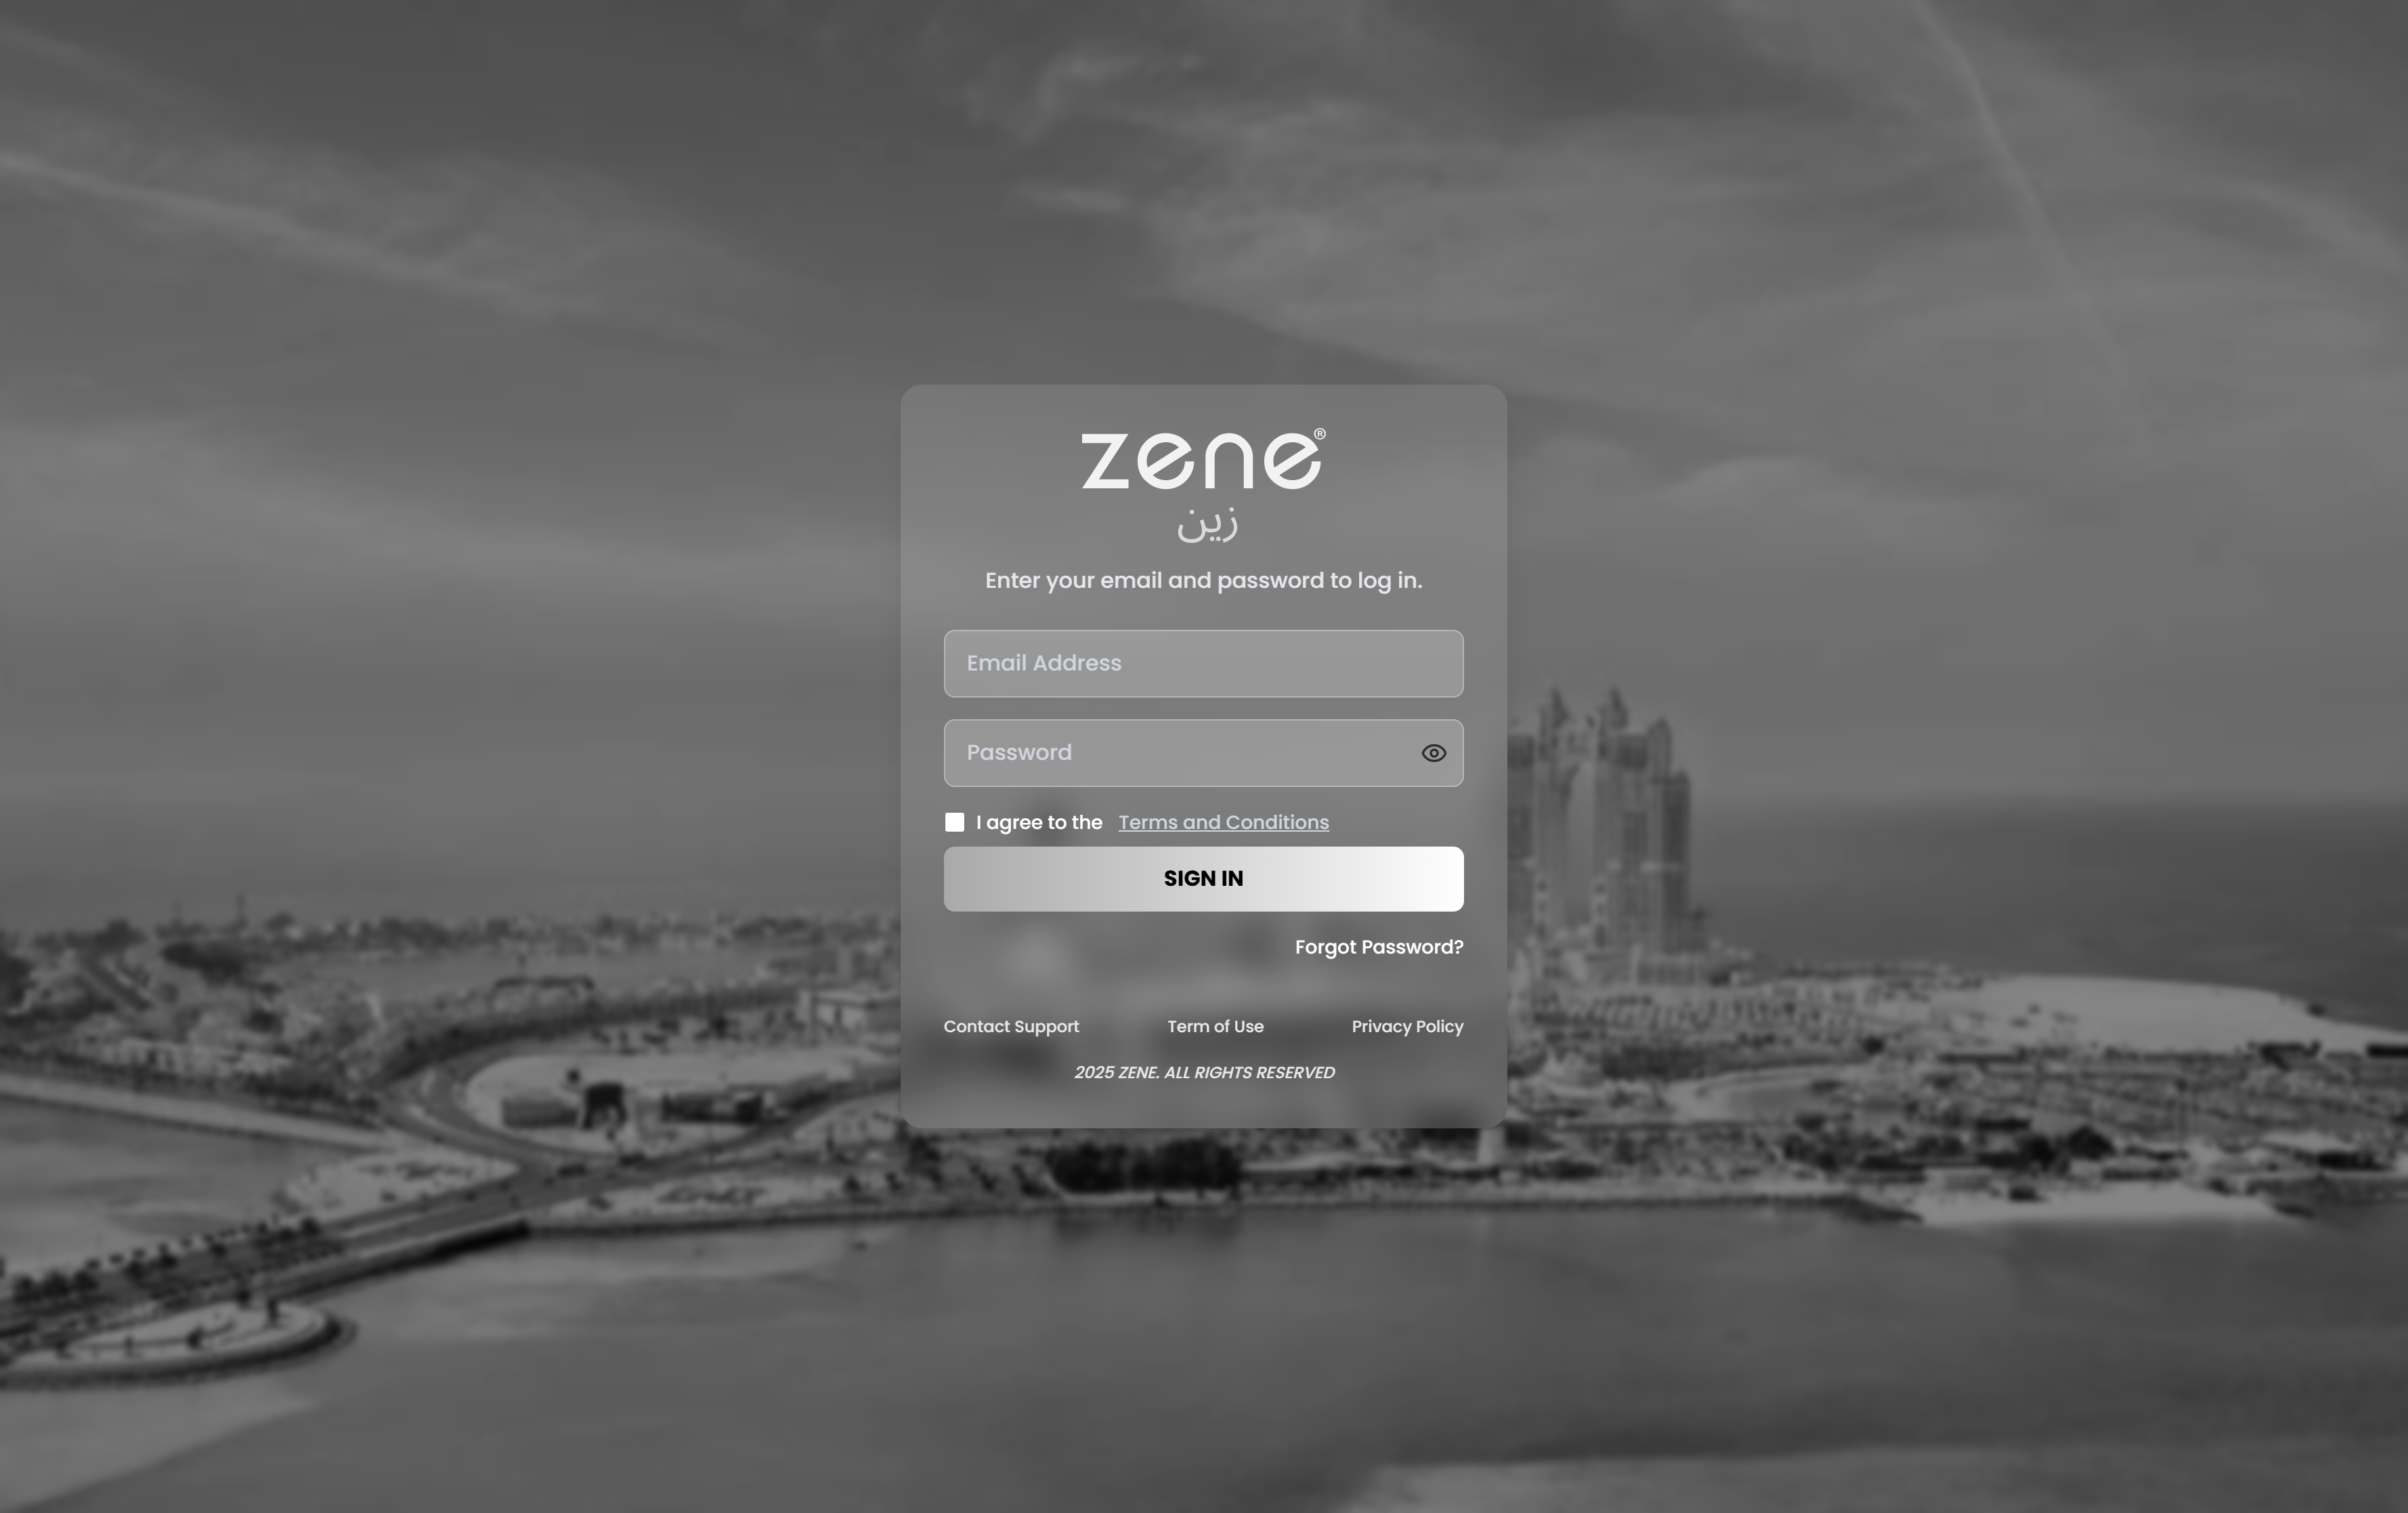 zene®
زين
Enter your email and password to log in.
Email Address
Password
I agree to the Terms and Conditions
SIGN IN
Forgot Password?
Contact Support Term of Use Privacy Policy
2025 ZENE. ALL RIGHTS RESERVED